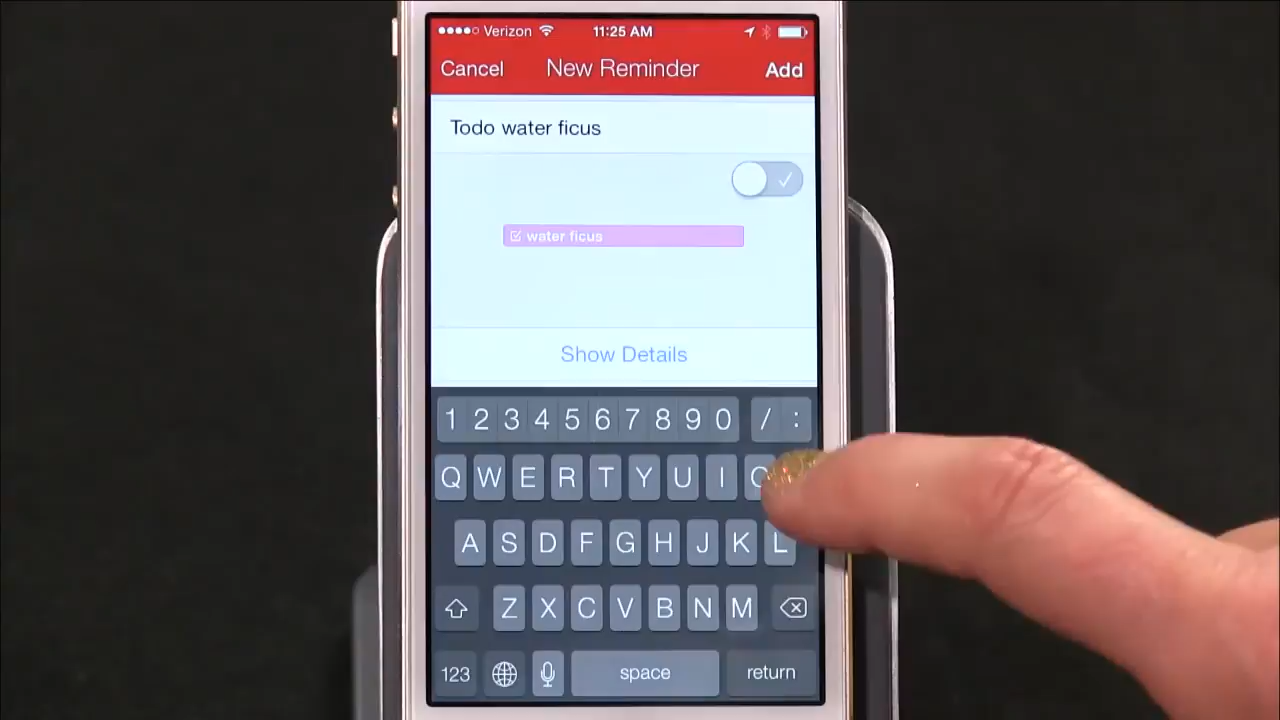 Verizon 11:25 AM
Cancel New Reminder Add
Todo water ficus
water ficus
Show Details
1 2 3 4 5 6 7 8 9 0 / :
Q W E R T Y U I O
A S D F G H J K L
Z X C V B N M
123 space return